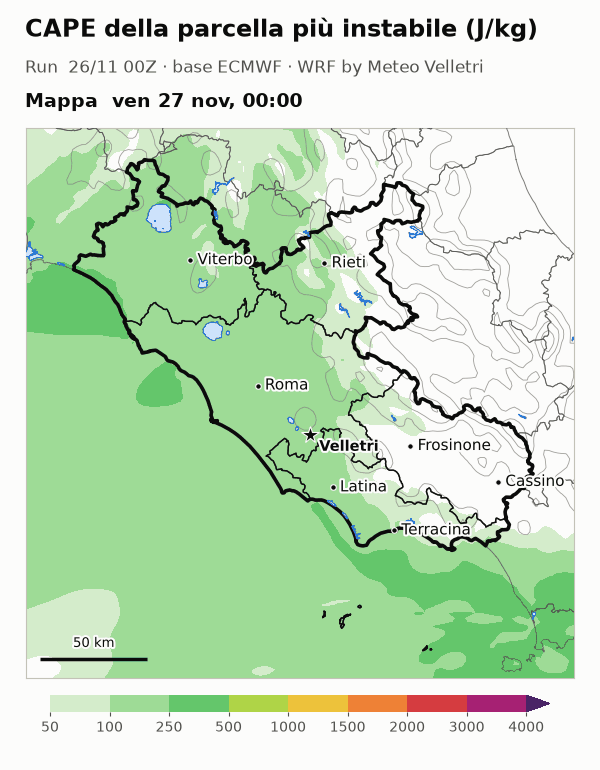 CAPE della parcella più instabile (J/kg)
Run 26/11 00Z · base ECMWF · WRF by Meteo Velletri
Mappa ven 27 nov, 00:00
Viterbo
Rieti
Roma
Velletri
Frosinone
Latina
Cassino
Terracina
50 km
50 100 250 500 1000 1500 2000 3000 4000